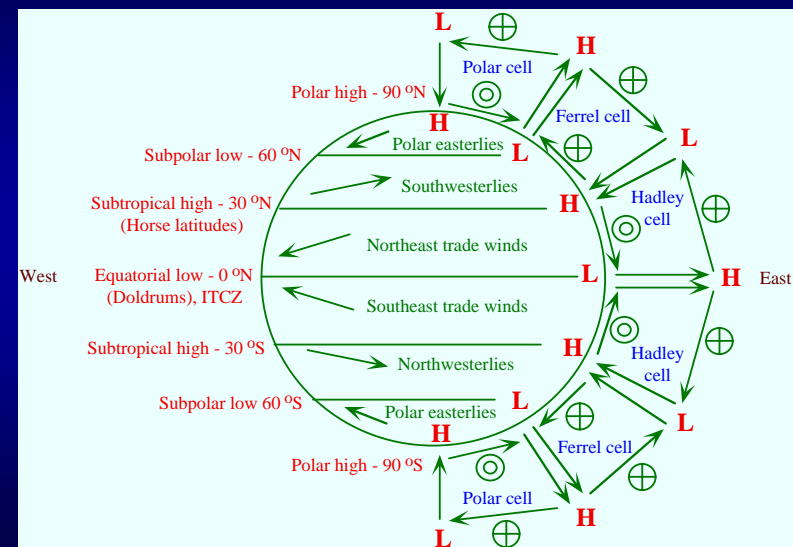 L
H
Polar cell
Polar high - 90 ºN
H
Ferrel cell
Polar easterlies
L
L
Subpolar low - 60 ºN
Southwesterlies
Subtropical high - 30 ºN
(Horse latitudes)
H
Hadley
cell
Northeast trade winds
West
Equatorial low - 0 ºN
(Doldrums), ITCZ
L
H
East
Southeast trade winds
Subtropical high - 30 ºS
H
Hadley
cell
Northwesterlies
Subpolar low 60 ºS
L
Polar easterlies
L
H
Ferrel cell
Polar high - 90 ºS
Polar cell
H
L